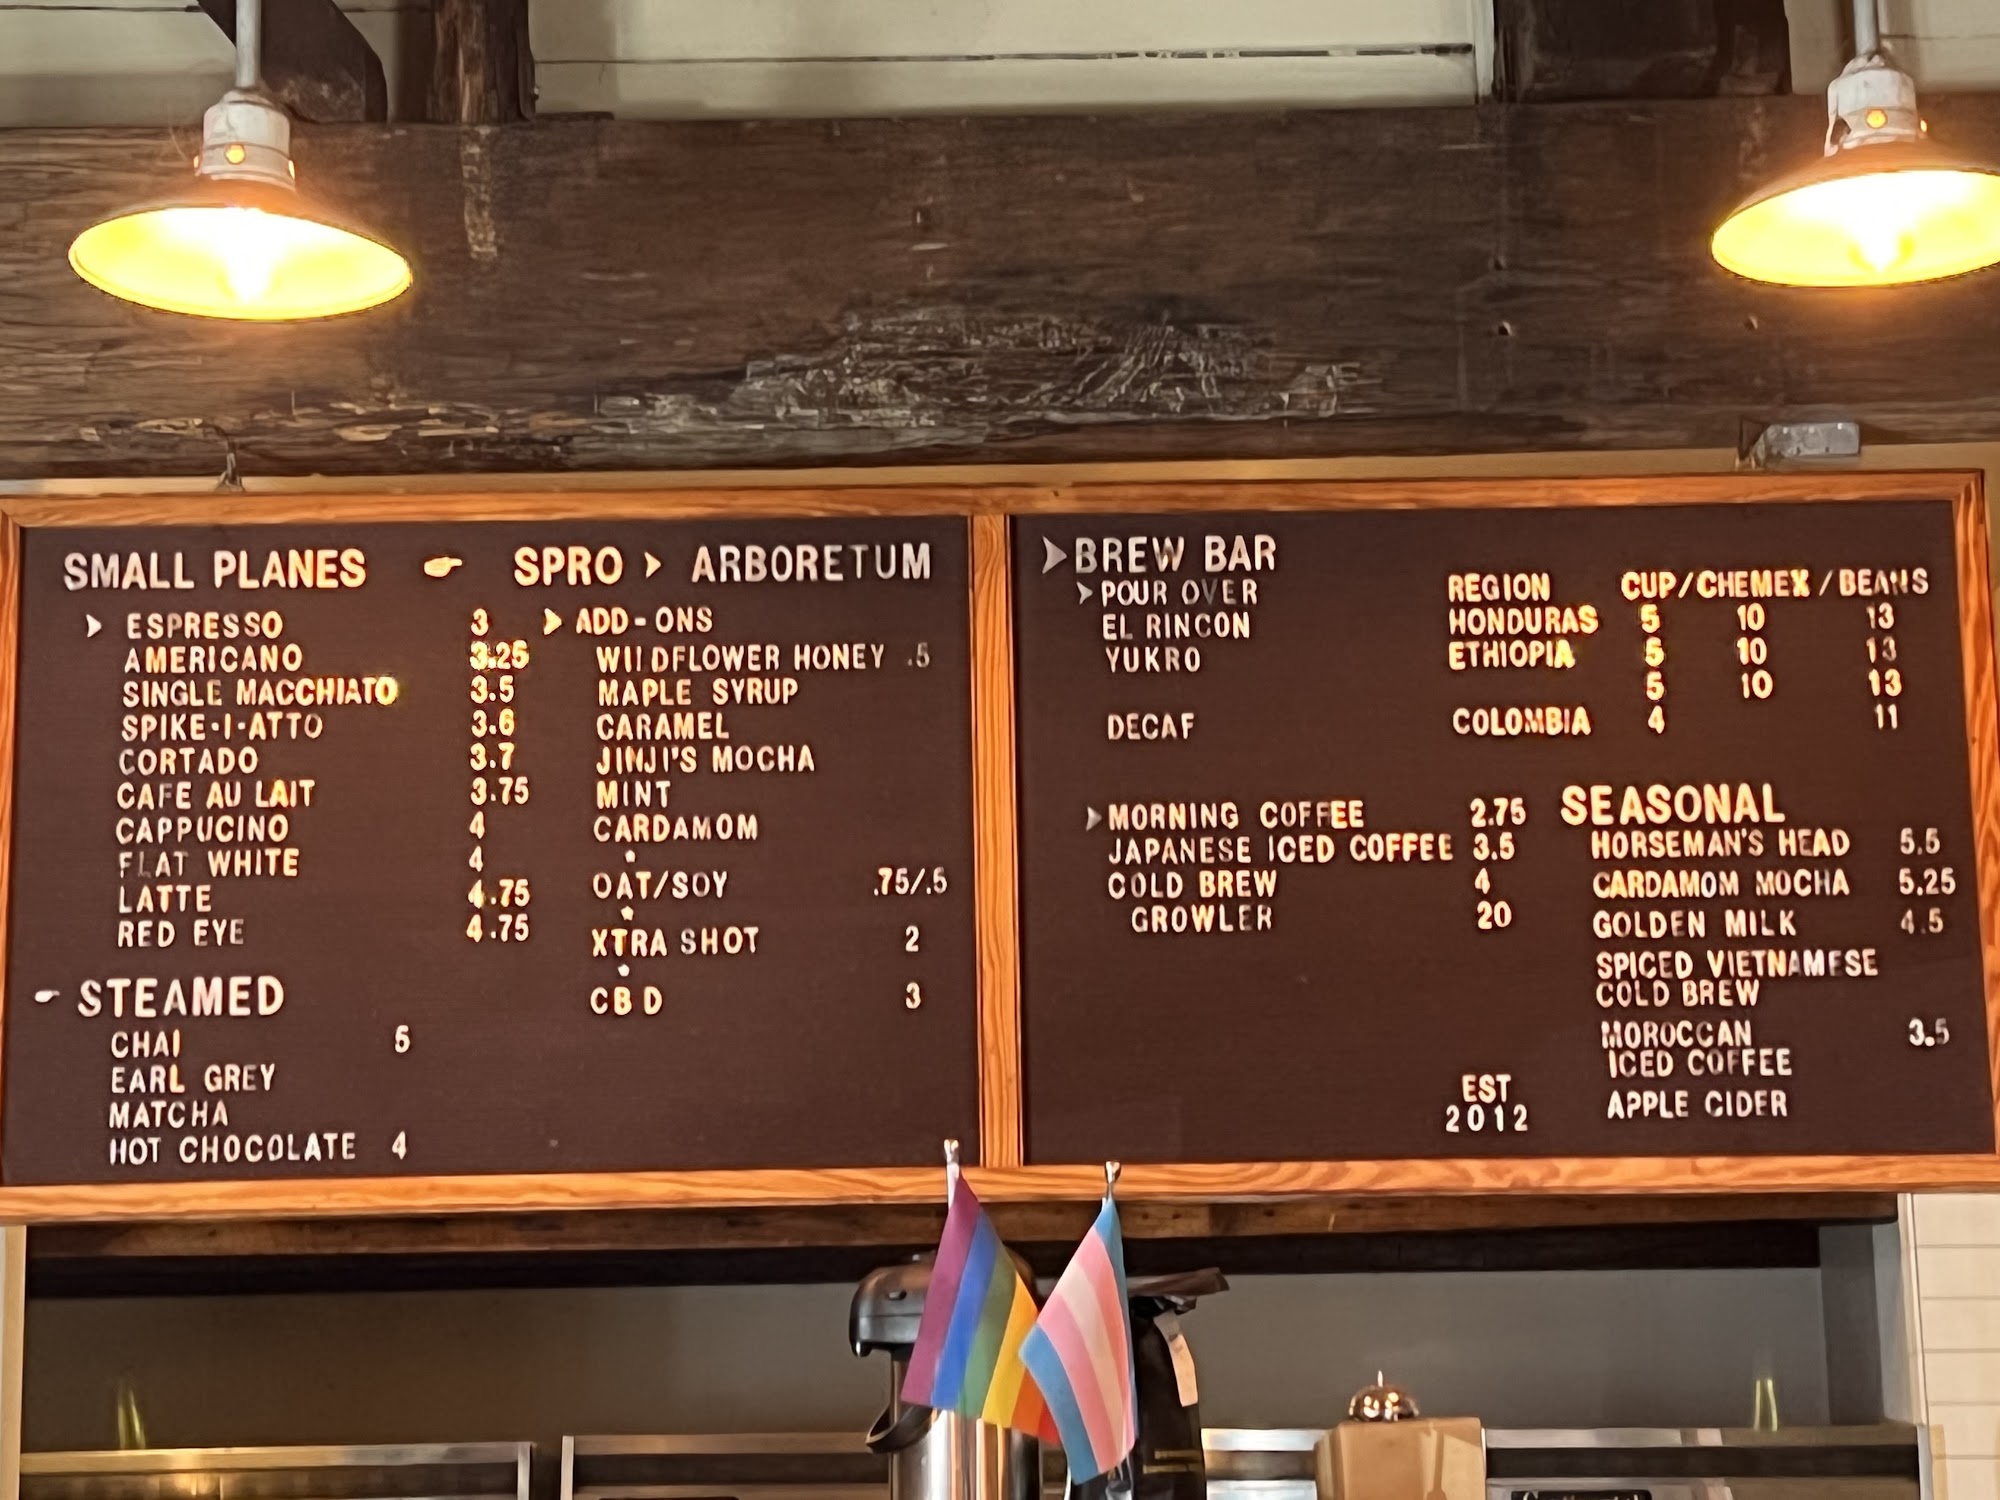 SMALL PLANES SPRO ARBORETUM
ESPRESSO 3
AMERICANO 3.25
SINGLE MACCHIATO 3.5
SPIKE·I·ATTO 3.6
CORTADO 3.7
CAFE AU LAIT 3.75
CAPPUCINO 4
FLAT WHITE 4
LATTE 4.75
RED EYE 4.75
STEAMED
CHAI 5
EARL GREY
MATCHA
HOT CHOCOLATE 4
ADD-ONS
WILDFLOWER HONEY .5
MAPLE SYRUP
CARAMEL
JINJI'S MOCHA
MINT
CARDAMOM
OAT/SOY .75/.5
XTRA SHOT 2
CBD 3
BREW BAR
POUR OVER REGION CUP/CHEMEX/BEANS
EL RINCON HONDURAS 5 10 13
YUKRO ETHIOPIA 5 10 13
5 10 13
DECAF COLOMBIA 4 11
MORNING COFFEE 2.75
JAPANESE ICED COFFEE 3.5
COLD BREW 4
GROWLER 20
SEASONAL
HORSEMAN'S HEAD 5.5
CARDAMOM MOCHA 5.25
GOLDEN MILK 4.5
SPICED VIETNAMESE
COLD BREW
MOROCCAN 3.5
ICED COFFEE
APPLE CIDER
EST
2012